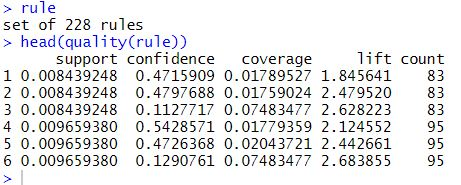 > rule
set of 228 rules
> head(quality(rule))
support confidence coverage lift count
1 0.008439248 0.4715909 0.01789527 1.845641 83
2 0.008439248 0.4797688 0.01759024 2.479520 83
3 0.008439248 0.1127717 0.07483477 2.628223 83
4 0.009659380 0.5428571 0.01779359 2.124552 95
5 0.009659380 0.4726368 0.02043721 2.442661 95
6 0.009659380 0.1290761 0.07483477 2.683855 95
>